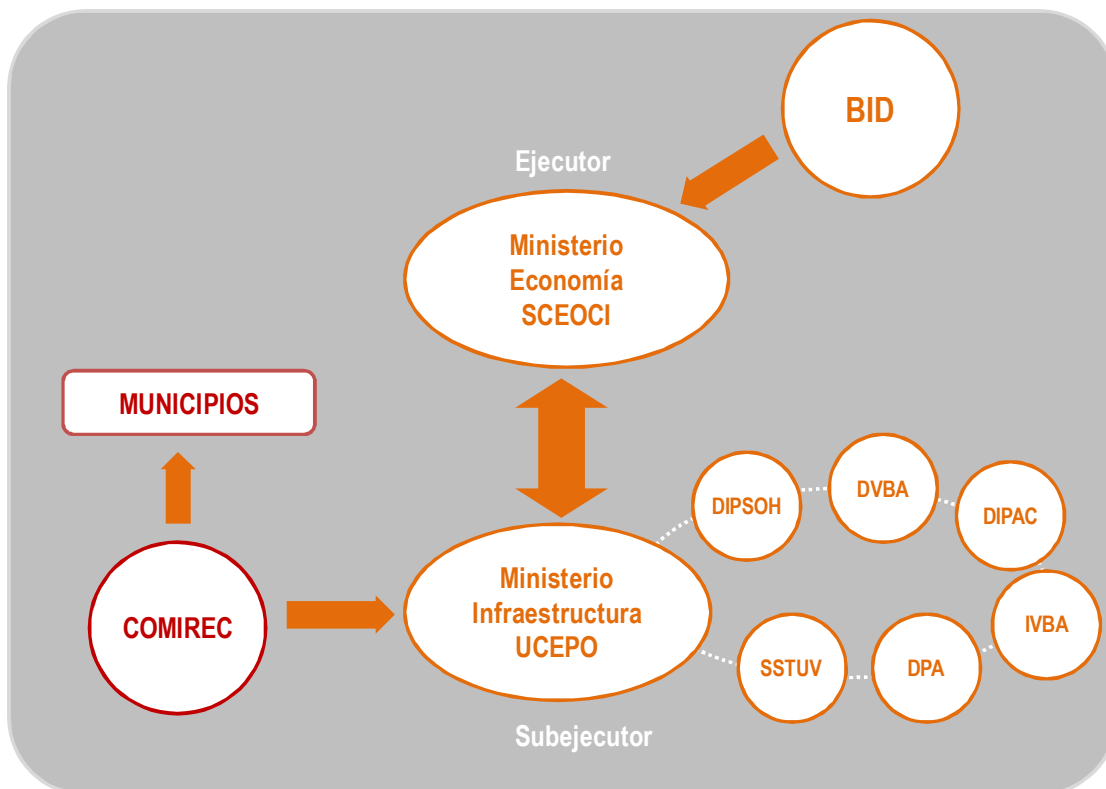 BID
Ejecutor
Ministerio
Economía
SCEOCI
MUNICIPIOS
DIPSOH
DVBA
DIPAC
COMIREC
Ministerio
Infraestructura
UCEPO
IVBA
SSTUV
DPA
Subejecutor